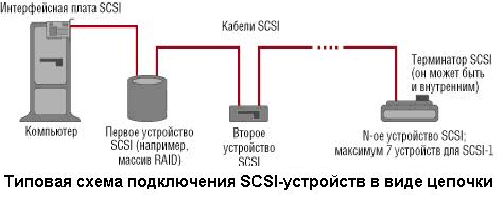 Интерфейсная плата SCSI
Кабели SCSI
Терминатор SCSI
(он может быть
и внутренним)
Компьютер
Первое устройство
SCSI (например,
массив RAID)
Второе
устройство
SCSI
N-ое устройство SCSI;
максимум 7 устройств для SCSI-1
Типовая схема подключения SCSI-устройств в виде цепочки